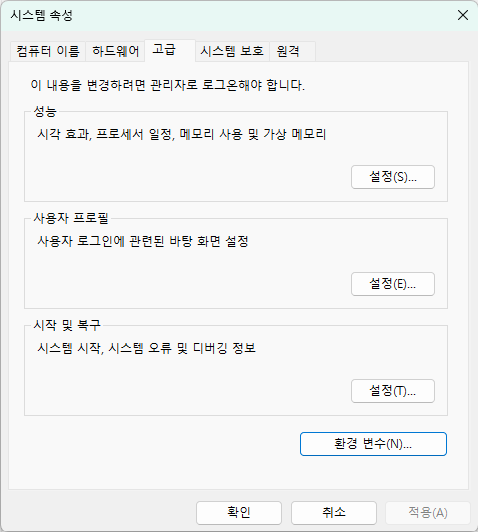 시스템 속성
컴퓨터 이름 하드웨어 고급 시스템 보호 원격
이 내용을 변경하려면 관리자로 로그온해야 합니다.
성능
시각 효과, 프로세서 일정, 메모리 사용 및 가상 메모리
설정(S)...
사용자 프로필
사용자 로그인에 관련된 바탕 화면 설정
설정(E)...
시작 및 복구
시스템 시작, 시스템 오류 및 디버깅 정보
설정(T)...
환경 변수(N)...
확인 취소 적용(A)